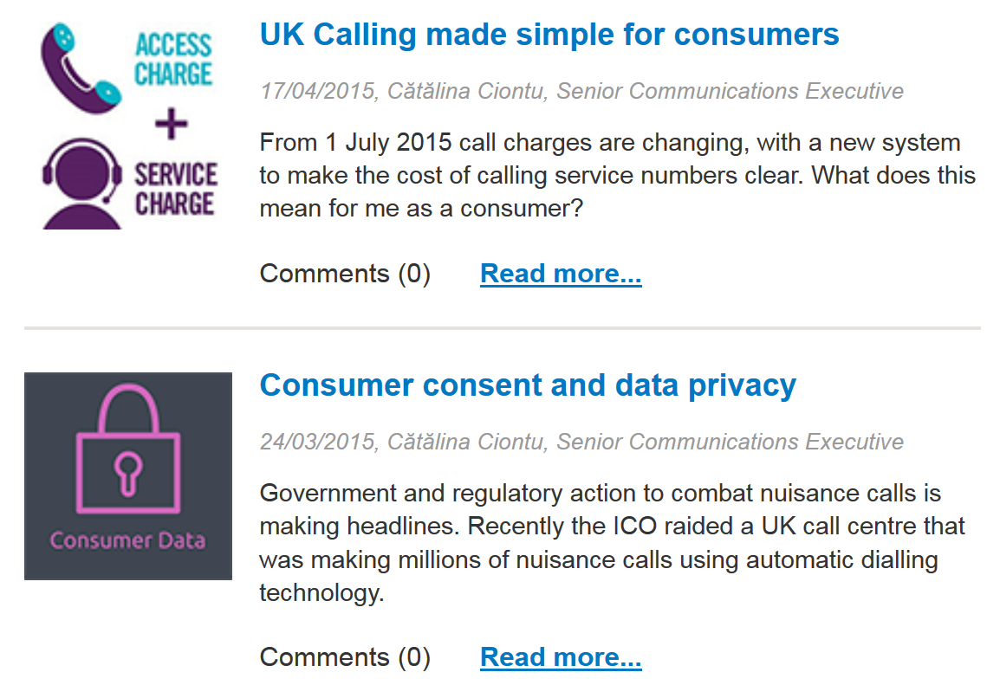 ACCESS
CHARGE
+
SERVICE
CHARGE
UK Calling made simple for consumers
17/04/2015, Cătălina Ciontu, Senior Communications Executive
From 1 July 2015 call charges are changing, with a new system
to make the cost of calling service numbers clear. What does this
mean for me as a consumer?
Comments (0) Read more...
Consumer Data
Consumer consent and data privacy
24/03/2015, Cătălina Ciontu, Senior Communications Executive
Government and regulatory action to combat nuisance calls is
making headlines. Recently the ICO raided a UK call centre that
was making millions of nuisance calls using automatic dialling
technology.
Comments (0) Read more...